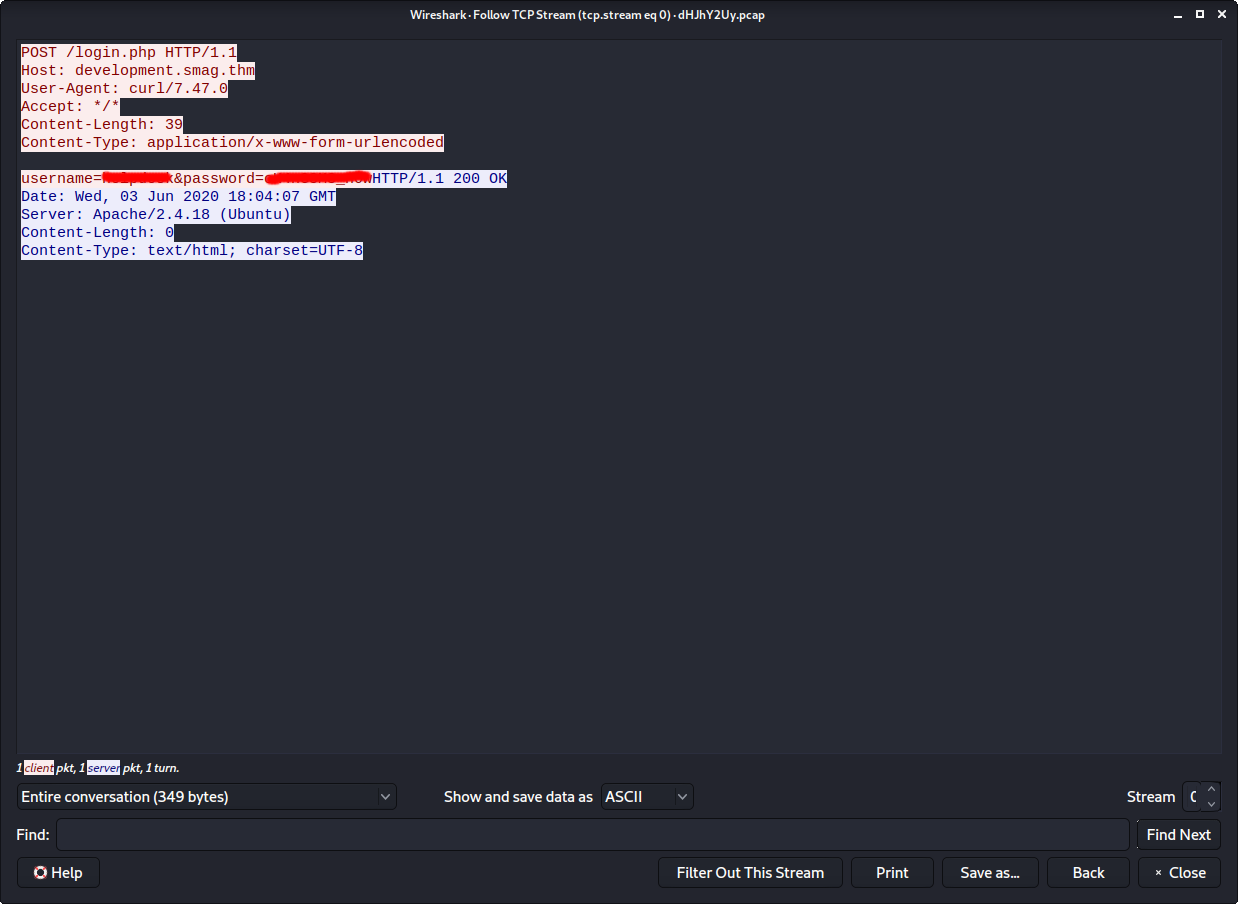 Wireshark · Follow TCP Stream (tcp.stream eq 0) · dHJhY2Uy.pcap
POST /login.php HTTP/1.1
Host: development.smag.thm
User-Agent: curl/7.47.0
Accept: */*
Content-Length: 39
Content-Type: application/x-www-form-urlencoded
username= &password= HTTP/1.1 200 OK
Date: Wed, 03 Jun 2020 18:04:07 GMT
Server: Apache/2.4.18 (Ubuntu)
Content-Length: 0
Content-Type: text/html; charset=UTF-8
1 client pkt, 1 server pkt, 1 turn.
Entire conversation (349 bytes) Show and save data as ASCII Stream 0
Find: Find Next
Help Filter Out This Stream Print Save as... Back × Close